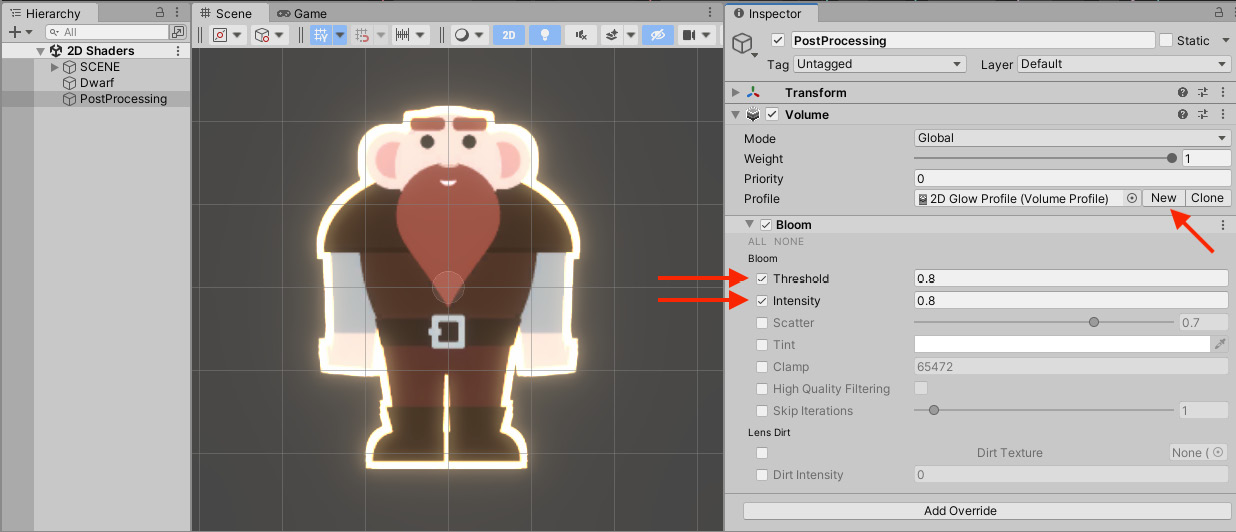 Hierarchy
All
2D Shaders
SCENE
Dwarf
PostProcessing
Scene
Game
2D
Inspector
PostProcessing
Static
Tag
Untagged
Layer
Default
Transform
Volume
Mode
Global
Weight
1
Priority
0
Profile
2D Glow Profile (Volume Profile)
New
Clone
Bloom
ALL NONE
Bloom
Threshold
0.8
Intensity
0.8
Scatter
0.7
Tint
Clamp
65472
High Quality Filtering
Skip Iterations
1
Lens Dirt
Dirt Texture
None (
Dirt Intensity
0
Add Override